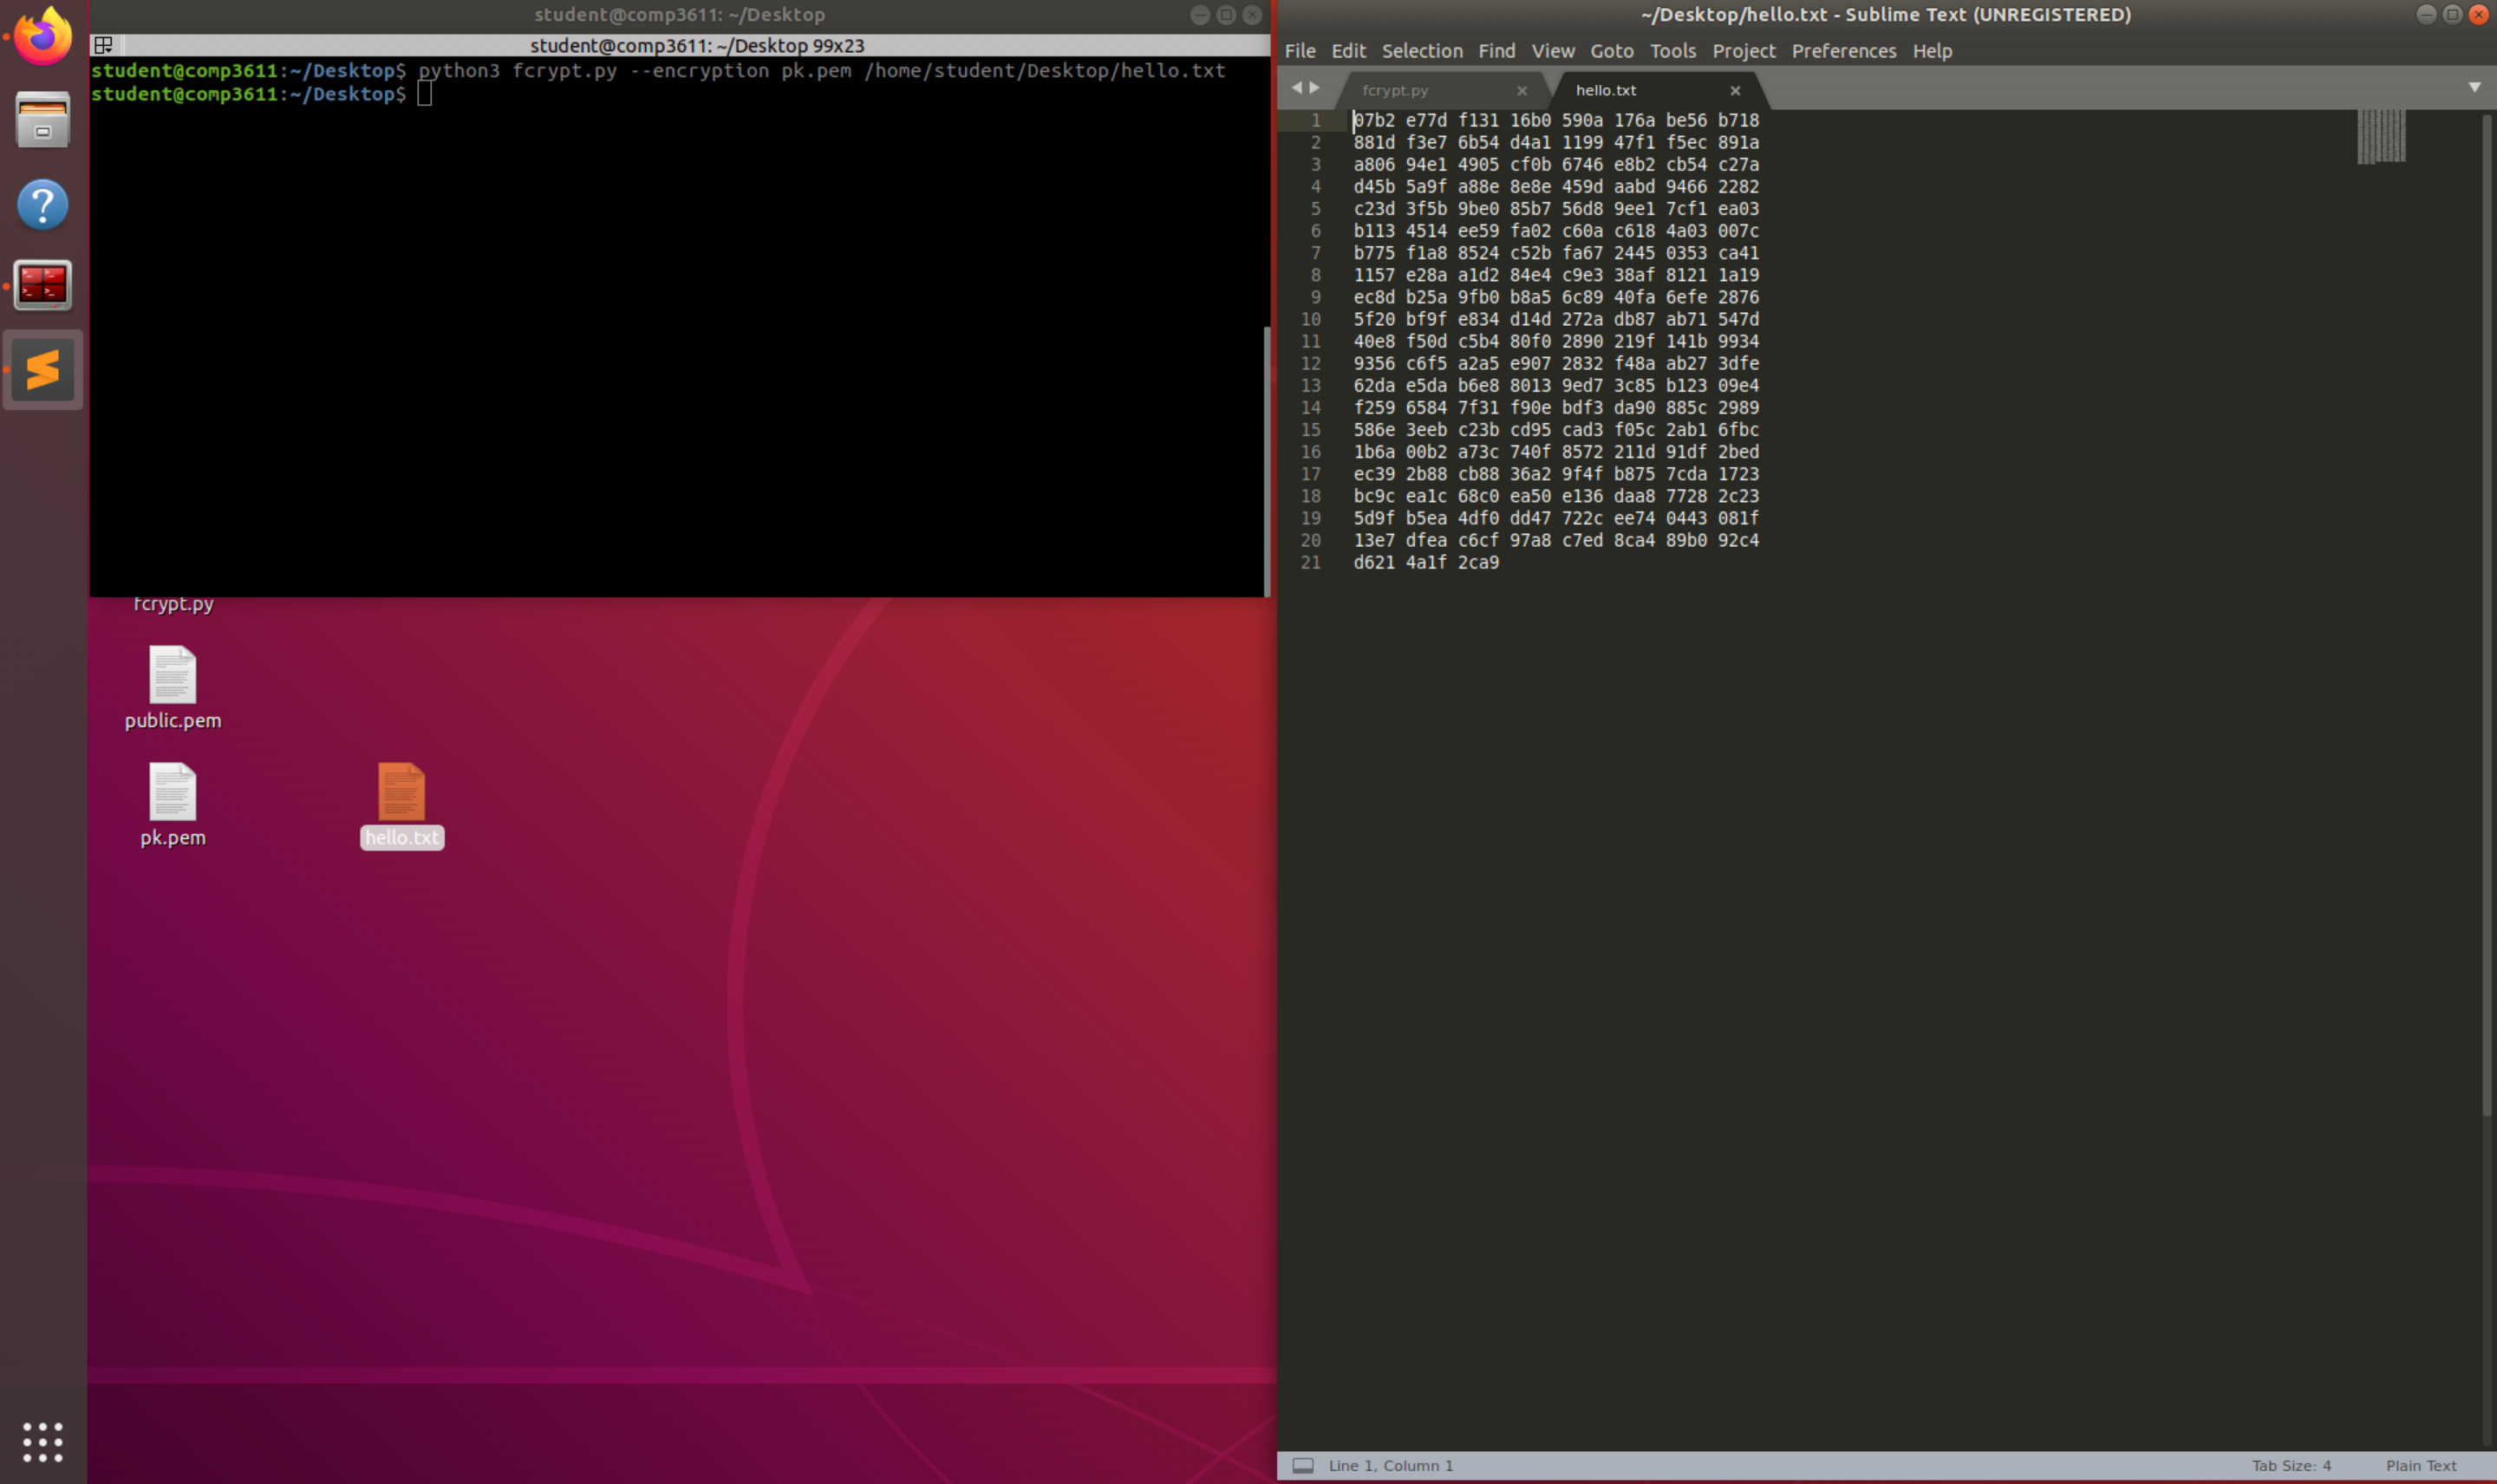 student@comp3611: ~/Desktop
student@comp3611: ~/Desktop 99x23
student@comp3611:~/Desktop$ python3 fcrypt.py --encryption pk.pem /home/student/Desktop/hello.txt
student@comp3611:~/Desktop$
fcrypt.py
public.pem
pk.pem
hello.txt
~/Desktop/hello.txt - Sublime Text (UNREGISTERED)
File Edit Selection Find View Goto Tools Project Preferences Help
fcrypt.py hello.txt
1 07b2 e77d f131 16b0 590a 176a be56 b718
2 881d f3e7 6b54 d4a1 1199 47f1 f5ec 891a
3 a806 94e1 4905 cf0b 6746 e8b2 cb54 c27a
4 d45b 5a9f a88e 8e8e 459d aabd 9466 2282
5 c23d 3f5b 9be0 85b7 56d8 9ee1 7cf1 ea03
6 b113 4514 ee59 fa02 c60a c618 4a03 007c
7 b775 f1a8 8524 c52b fa67 2445 0353 ca41
8 1157 e28a a1d2 84e4 c9e3 38af 8121 1a19
9 ec8d b25a 9fb0 b8a5 6c89 40fa 6efe 2876
10 5f20 bf9f e834 d14d 272a db87 ab71 547d
11 40e8 f50d c5b4 80f0 2890 219f 141b 9934
12 9356 c6f5 a2a5 e907 2832 f48a ab27 3dfe
13 62da e5da b6e8 8013 9ed7 3c85 b123 09e4
14 f259 6584 7f31 f90e bdf3 da90 885c 2989
15 586e 3eeb c23b cd95 cad3 f05c 2ab1 6fbc
16 1b6a 00b2 a73c 740f 8572 211d 91df 2bed
17 ec39 2b88 cb88 36a2 9f4f b875 7cda 1723
18 bc9c ea1c 68c0 ea50 e136 daa8 7728 2c23
19 5d9f b5ea 4df0 dd47 722c ee74 0443 081f
20 13e7 dfea c6cf 97a8 c7ed 8ca4 89b0 92c4
21 d621 4a1f 2ca9
Line 1, Column 1 Tab Size: 4 Plain Text